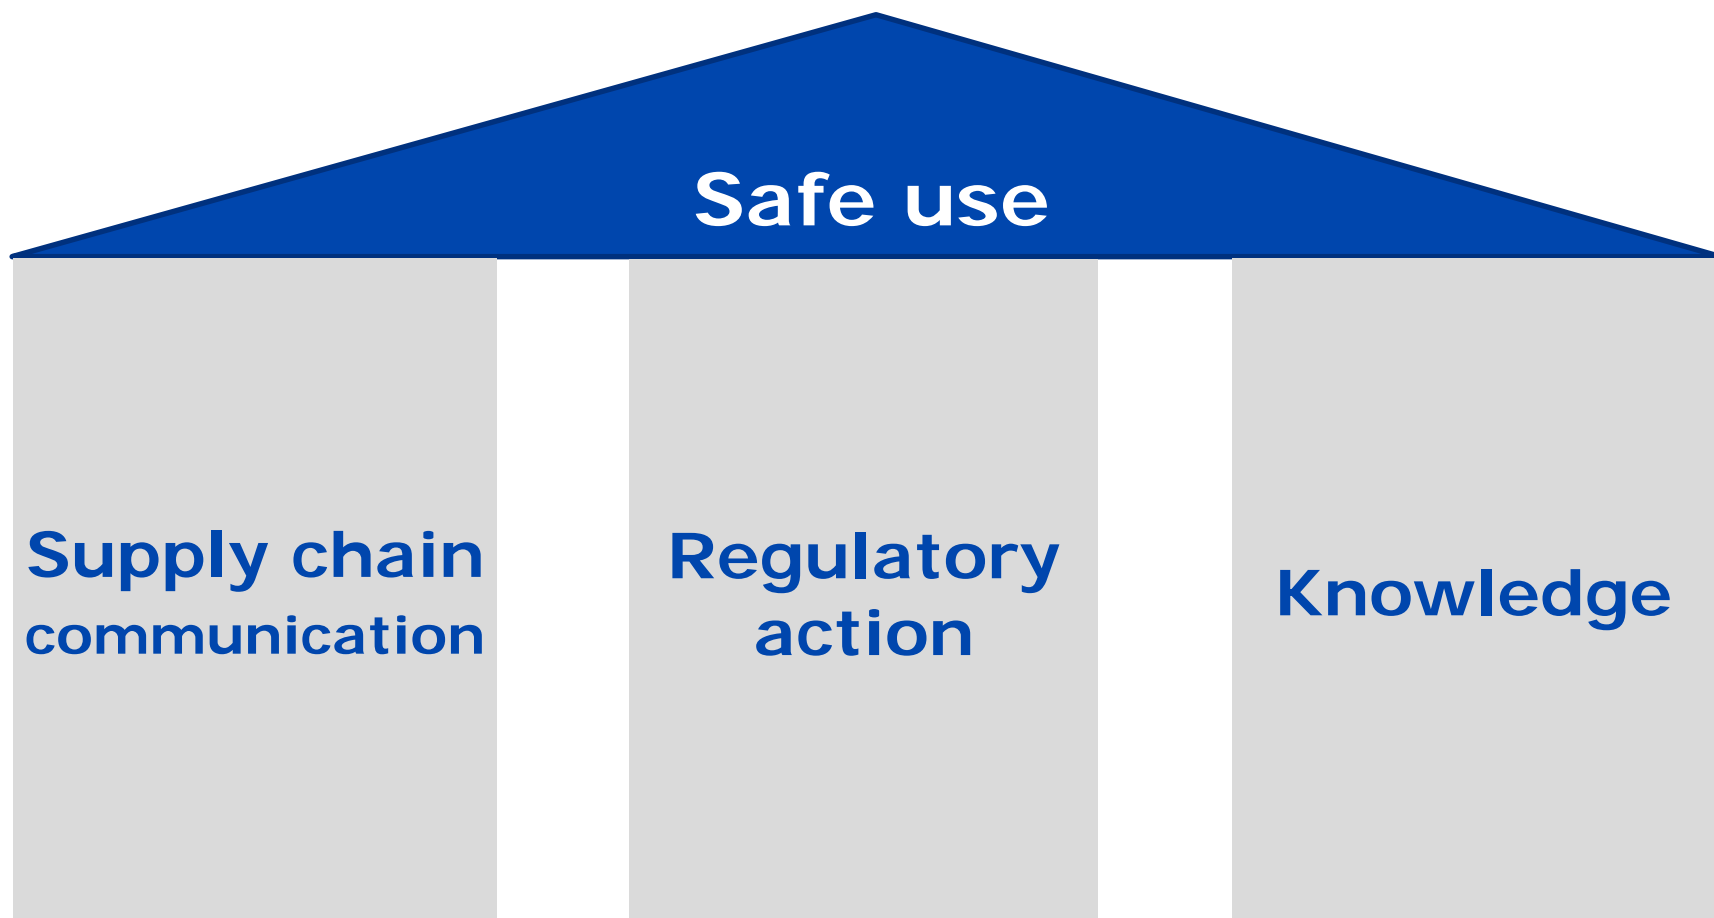 Safe use
Supply chain
communication
Regulatory
action
Knowledge